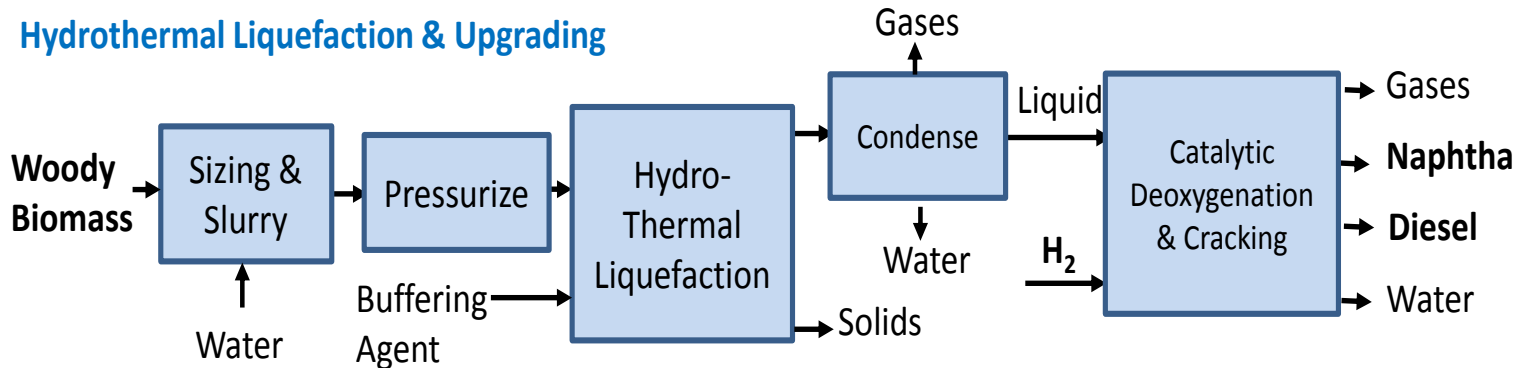 Hydrothermal Liquefaction & Upgrading
Woody
Biomass
Sizing &
Slurry
Water
Pressurize
Buffering
Agent
Hydro-
Thermal
Liquefaction
Solids
Gases
Condense
Water
Liquid
H₂
Catalytic
Deoxygenation
& Cracking
Gases
Naphtha
Diesel
Water